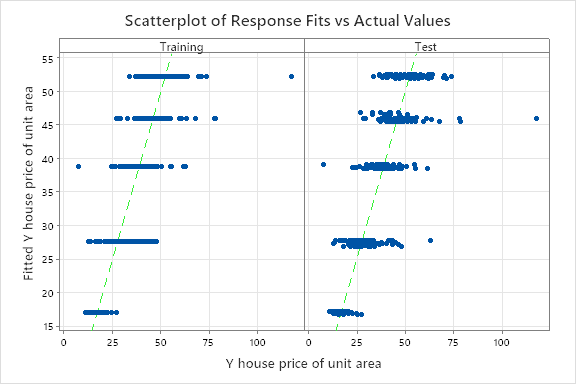 Scatterplot of Response Fits vs Actual Values
Training
Test
Fitted Y house price of unit area
55
50
45
40
35
30
25
20
15
0 25 50 75 100
0 25 50 75 100
Y house price of unit area